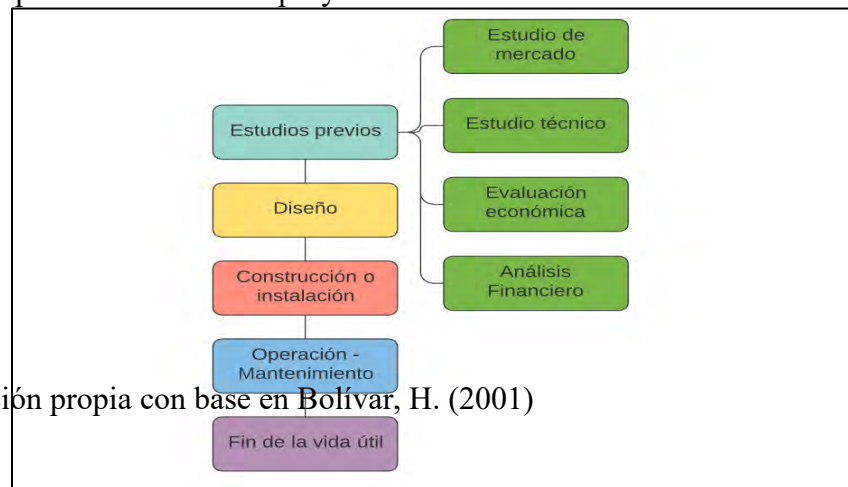 Estudio de
mercado
Estudios previos
Estudio técnico
Evaluación
económica
Análisis
Financiero
Diseño
Construcción o
instalación
Operación -
Mantenimiento
ión propia con base en Bolívar, H. (2001)
Fin de la vida útil